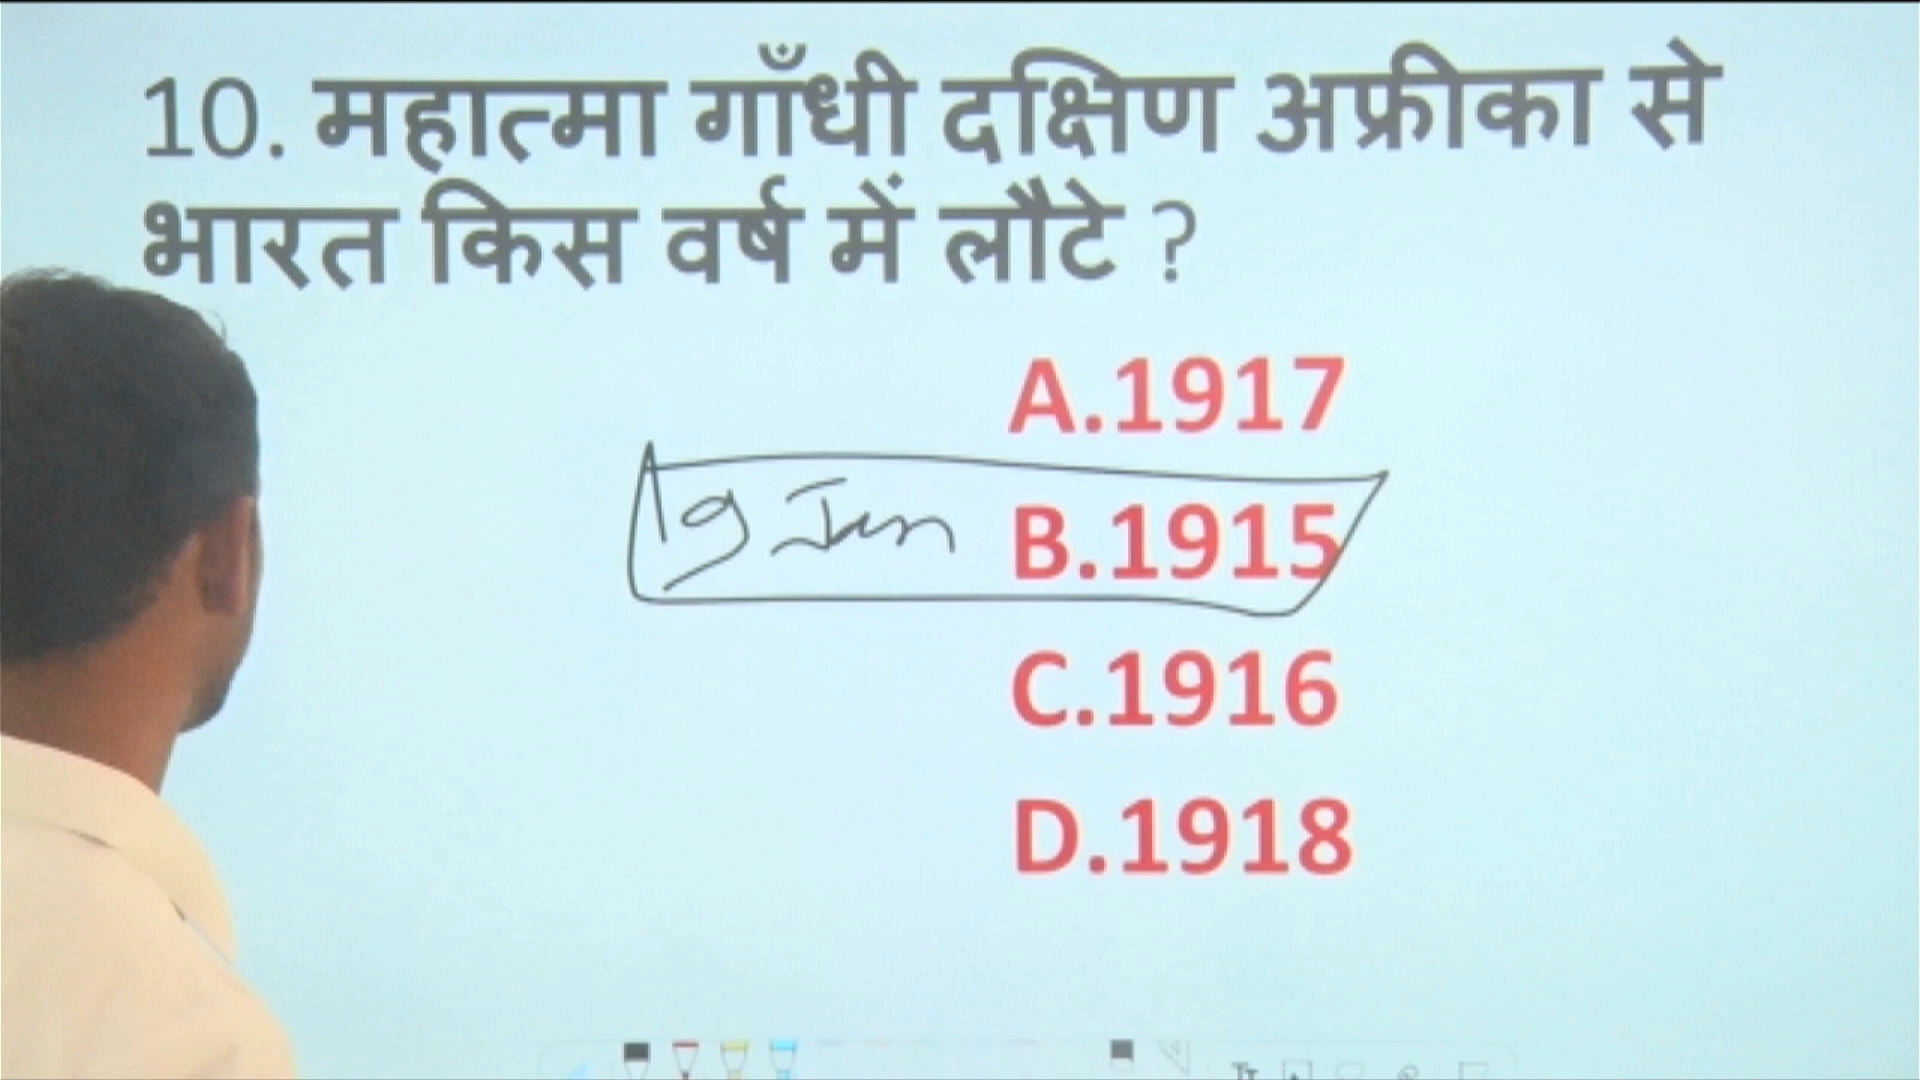 10. महात्मा गाँधी दक्षिण अफ्रीका से
भारत किस वर्ष में लौटे ?
A.1917
9 Jan B.1915
C.1916
D.1918